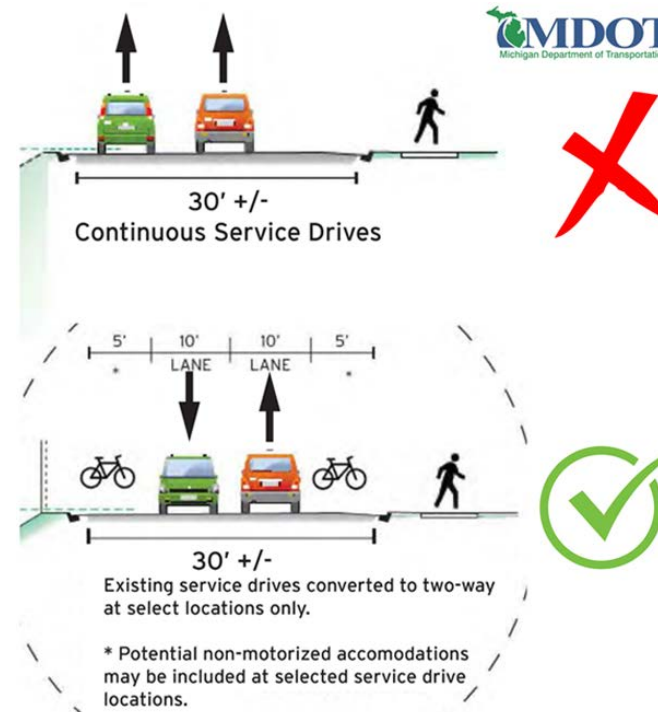 MDOT
Michigan Department of Transportatio
30' +/-
Continuous Service Drives
5' 10' 10' 5'
* LANE LANE *
30' +/-
Existing service drives converted to two-way
at select locations only.
* Potential non-motorized accomodations
may be included at selected service drive
locations.